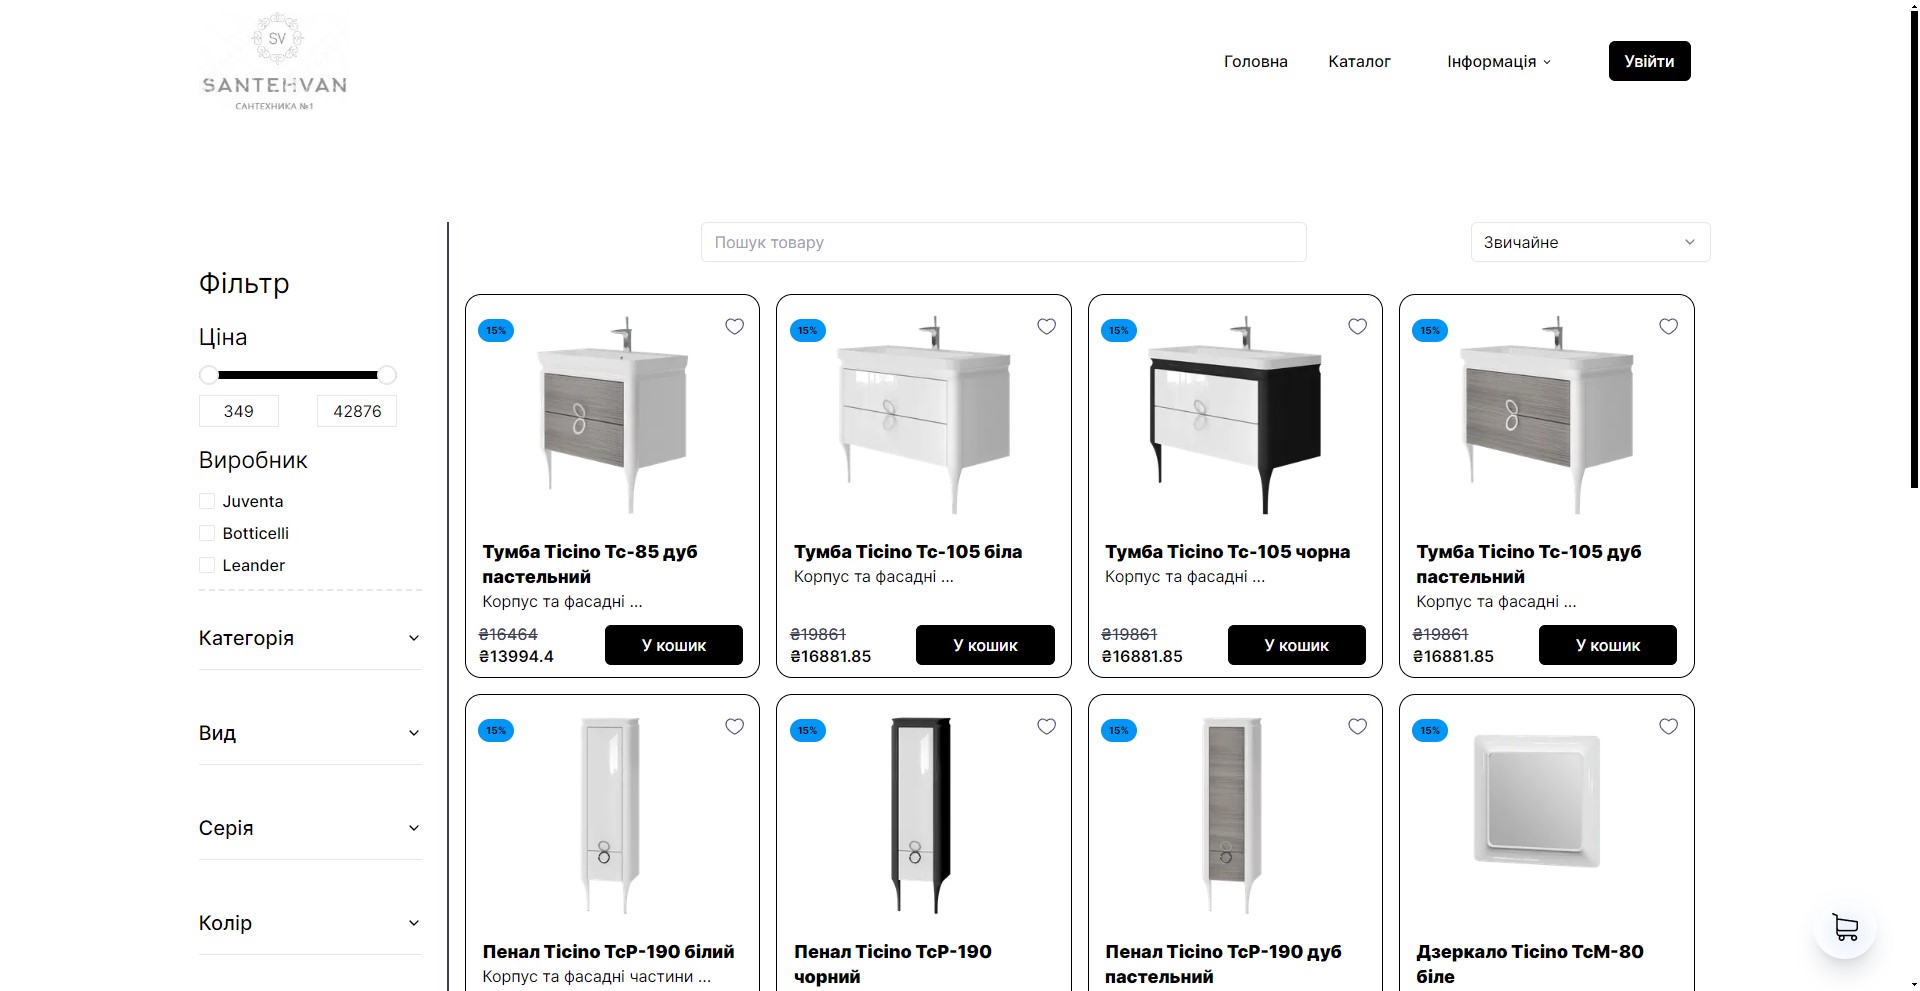 SV
SANTEHVAN
САНТЕХНИКА №1
Головна
Каталог
Інформація
Увійти
Пошук товару
Звичайне
Фільтр
Ціна
349
42876
Виробник
Juventa
Botticelli
Leander
Категорія
Вид
Серія
Колір
15%
Тумба Ticino Тс-85 дуб
пастельний
Корпус та фасадні ...
₴16464
₴13994.4
У кошик
15%
Тумба Ticino Тс-105 біла
Корпус та фасадні ...
₴19861
₴16881.85
У кошик
15%
Тумба Ticino Тс-105 чорна
Корпус та фасадні ...
₴19861
₴16881.85
У кошик
15%
Тумба Ticino Тс-105 дуб
пастельний
Корпус та фасадні ...
₴19861
₴16881.85
У кошик
15%
Пенал Ticino TcP-190 білий
Корпус та фасадні частини ...
15%
Пенал Ticino TcP-190
чорний
15%
Пенал Ticino TcP-190 дуб
пастельний
15%
Дзеркало Ticino TcM-80
біле